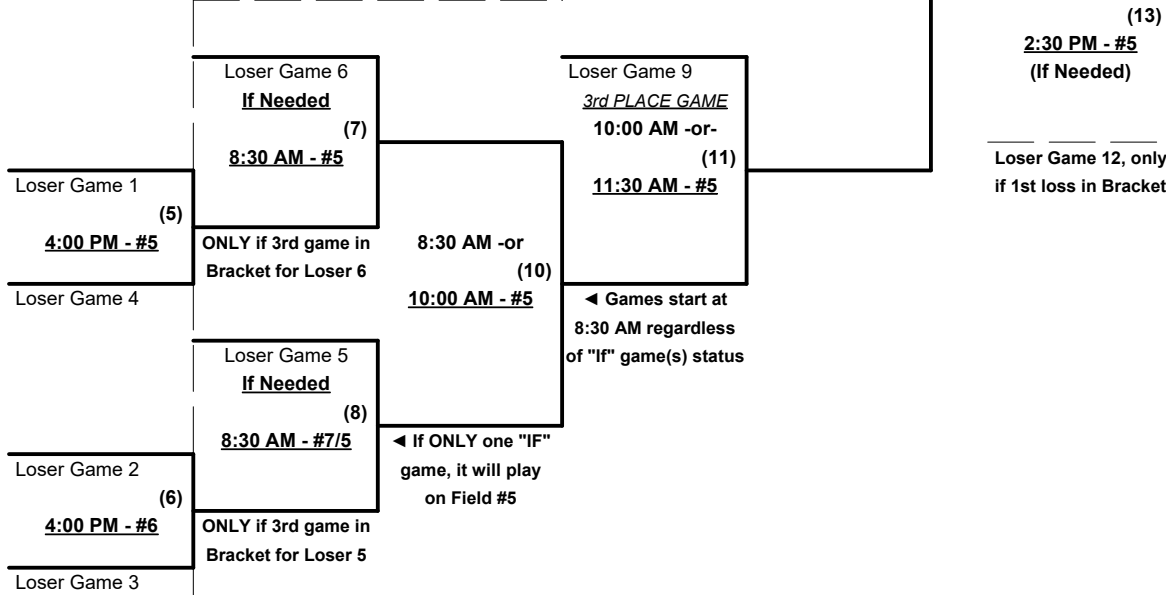 (13)
2:30 PM - #5
(If Needed)
Loser Game 12, only
if 1st loss in Bracket
Loser Game 6
If Needed
(7)
8:30 AM - #5
Loser Game 9
3rd PLACE GAME
10:00 AM -or-
(11)
11:30 AM - #5
Loser Game 1
(5)
4:00 PM - #5
Loser Game 4
ONLY if 3rd game in
Bracket for Loser 6
8:30 AM -or
(10)
10:00 AM - #5
◄ Games start at
8:30 AM regardless
of "If" game(s) status
Loser Game 5
If Needed
(8)
8:30 AM - #7/5
◄ If ONLY one "IF"
game, it will play
on Field #5
Loser Game 2
(6)
4:00 PM - #6
Loser Game 3
ONLY if 3rd game in
Bracket for Loser 5